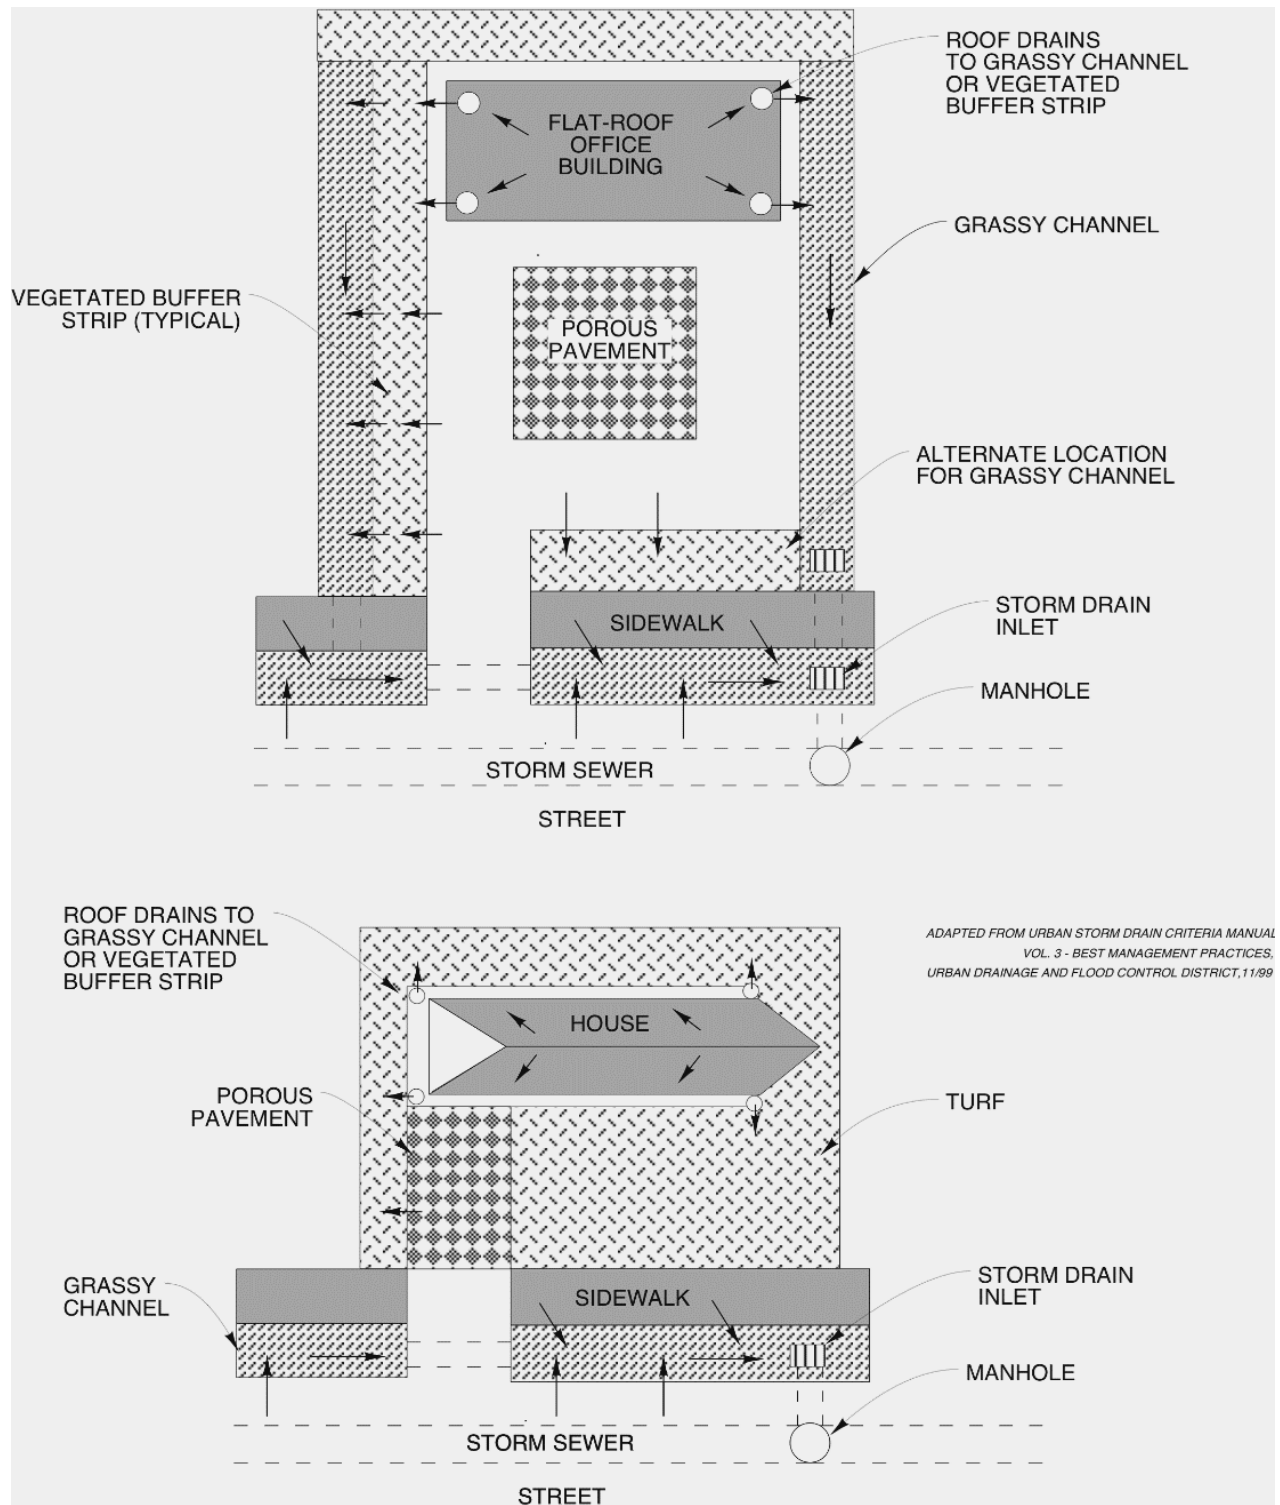 ROOF DRAINS
TO GRASSY CHANNEL
OR VEGETATED
BUFFER STRIP
FLAT-ROOF
OFFICE
BUILDING
GRASSY CHANNEL
VEGETATED BUFFER
STRIP (TYPICAL)
POROUS
PAVEMENT
ALTERNATE LOCATION
FOR GRASSY CHANNEL
SIDEWALK
STORM DRAIN
INLET
MANHOLE
STORM SEWER
STREET
ROOF DRAINS TO
GRASSY CHANNEL
OR VEGETATED
BUFFER STRIP
ADAPTED FROM URBAN STORM DRAIN CRITERIA MANUAL
VOL. 3 - BEST MANAGEMENT PRACTICES,
URBAN DRAINAGE AND FLOOD CONTROL DISTRICT,11/99
HOUSE
POROUS
PAVEMENT
TURF
GRASSY
CHANNEL
SIDEWALK
STORM DRAIN
INLET
MANHOLE
STORM SEWER
STREET